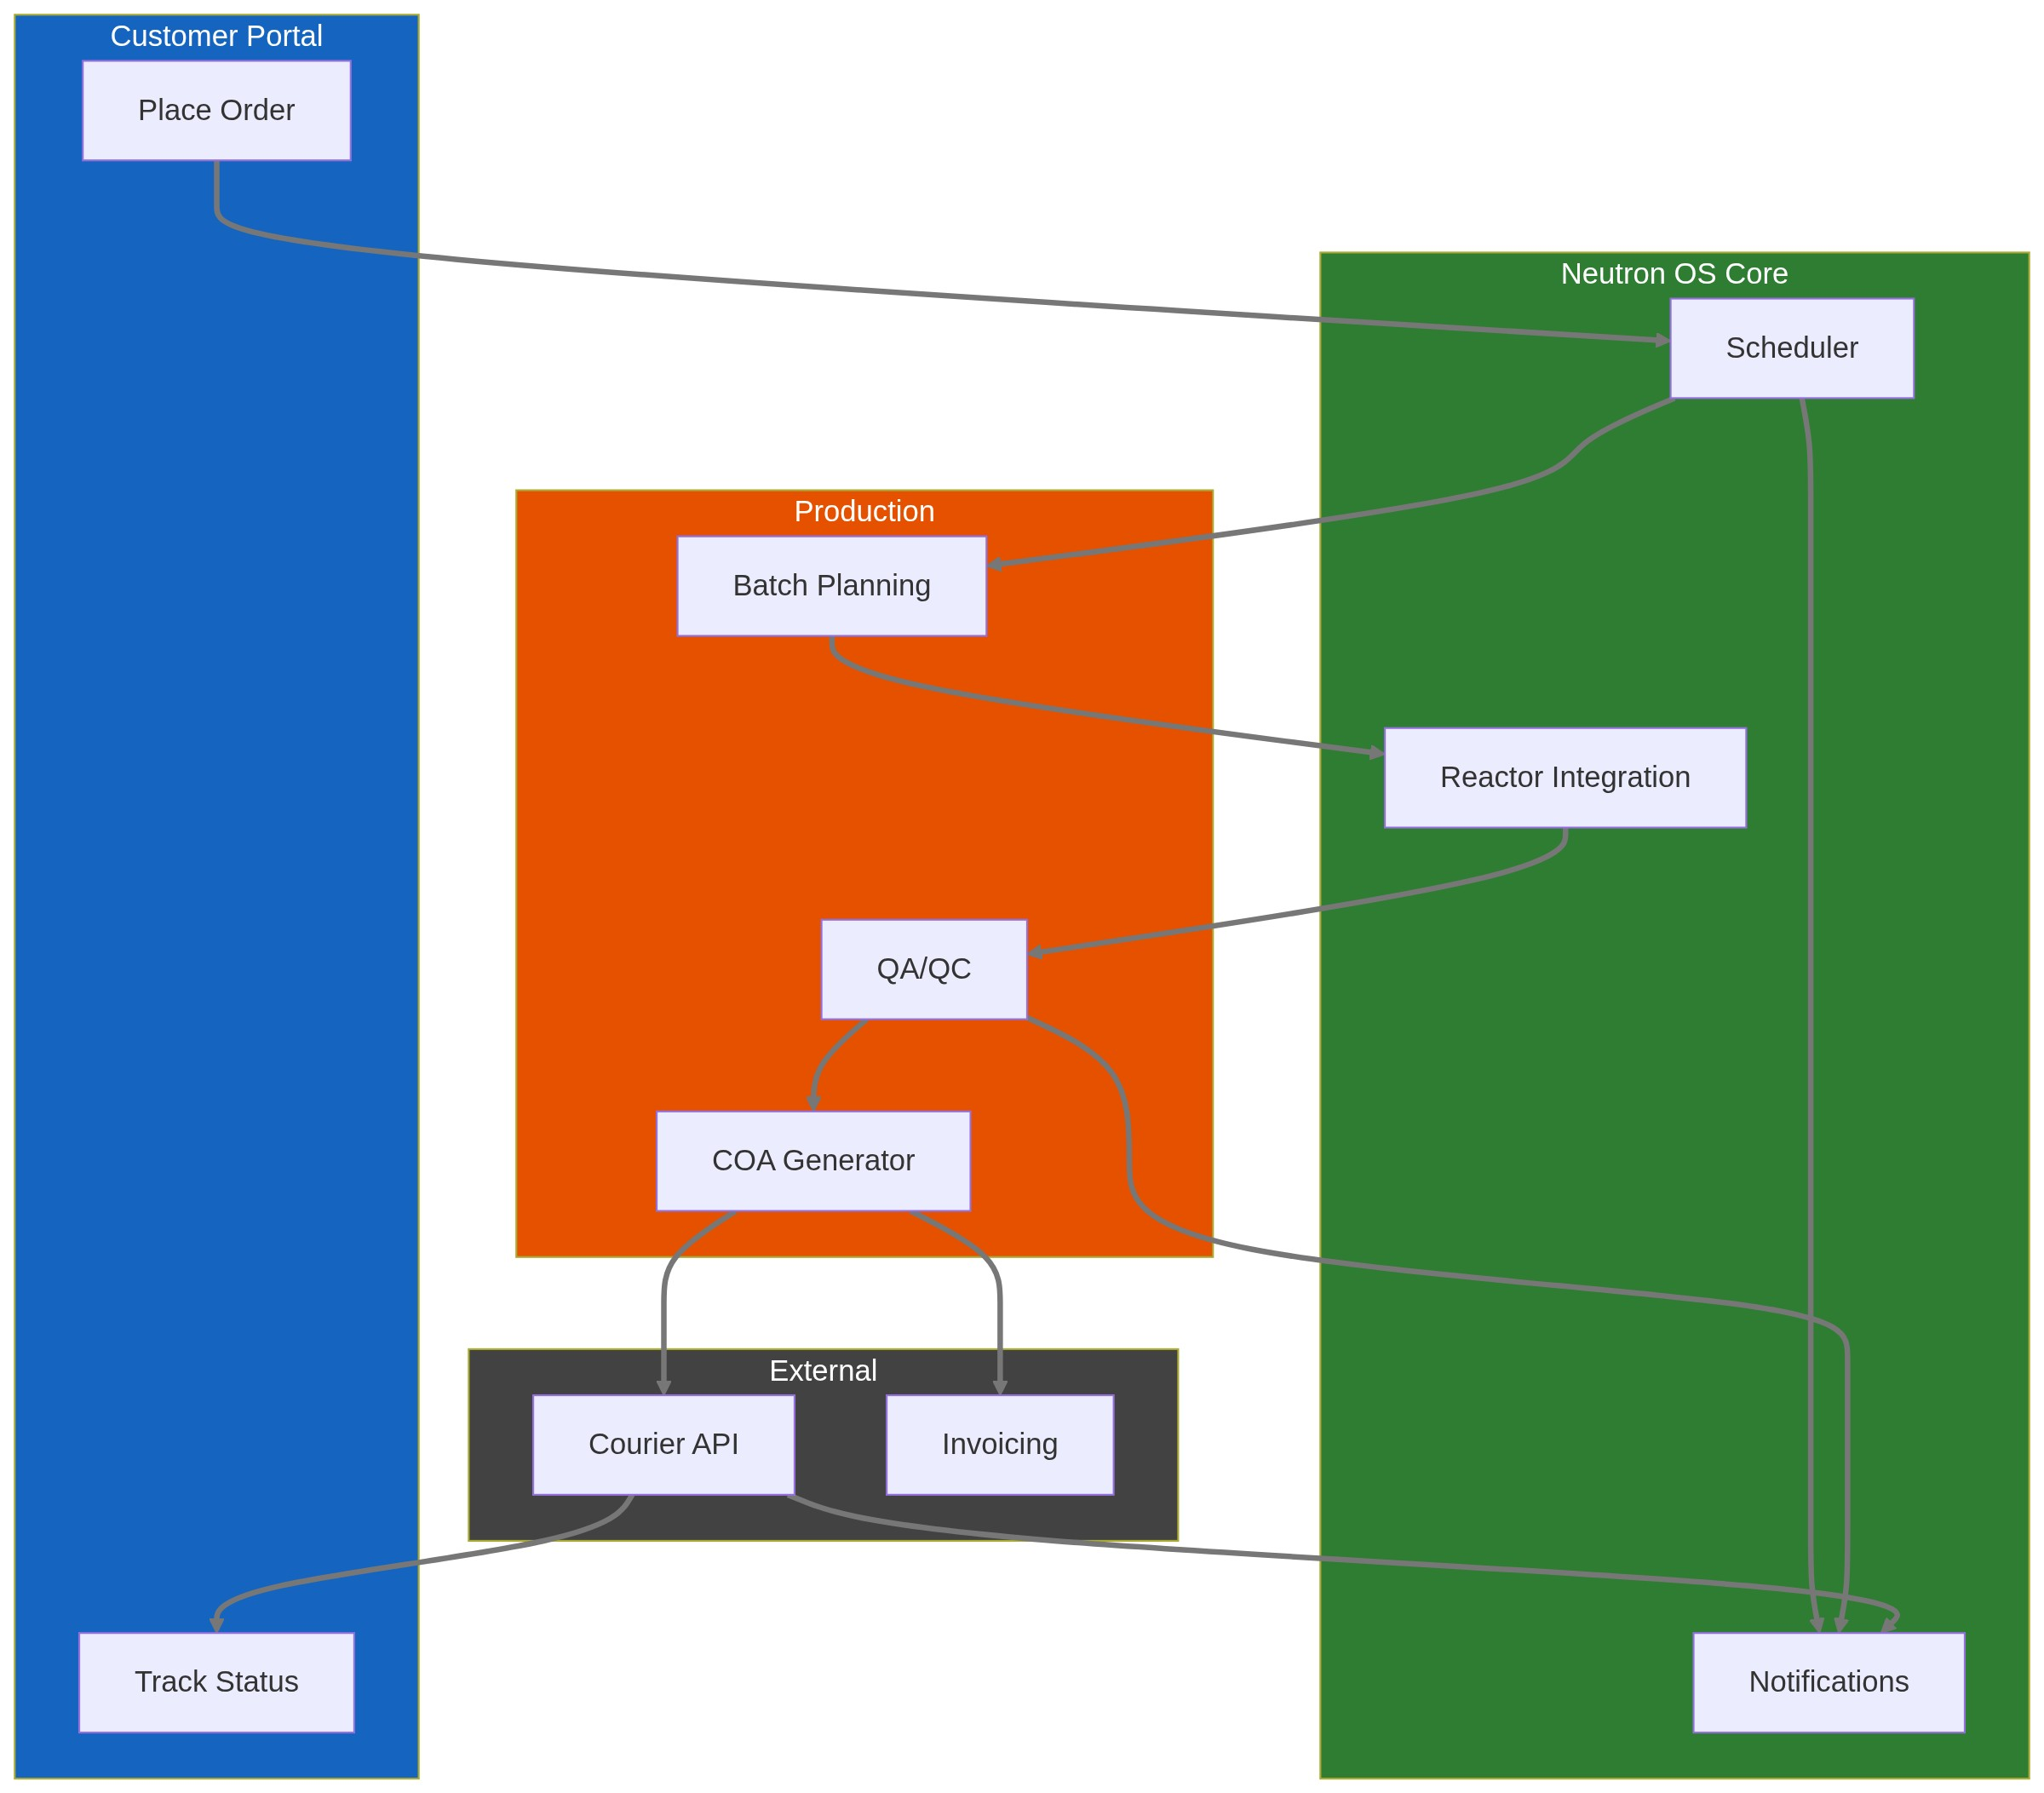 Customer Portal
Place Order
Neutron OS Core
Scheduler
Production
Batch Planning
Reactor Integration
QA/QC
COA Generator
External
Courier API
Invoicing
Track Status
Notifications